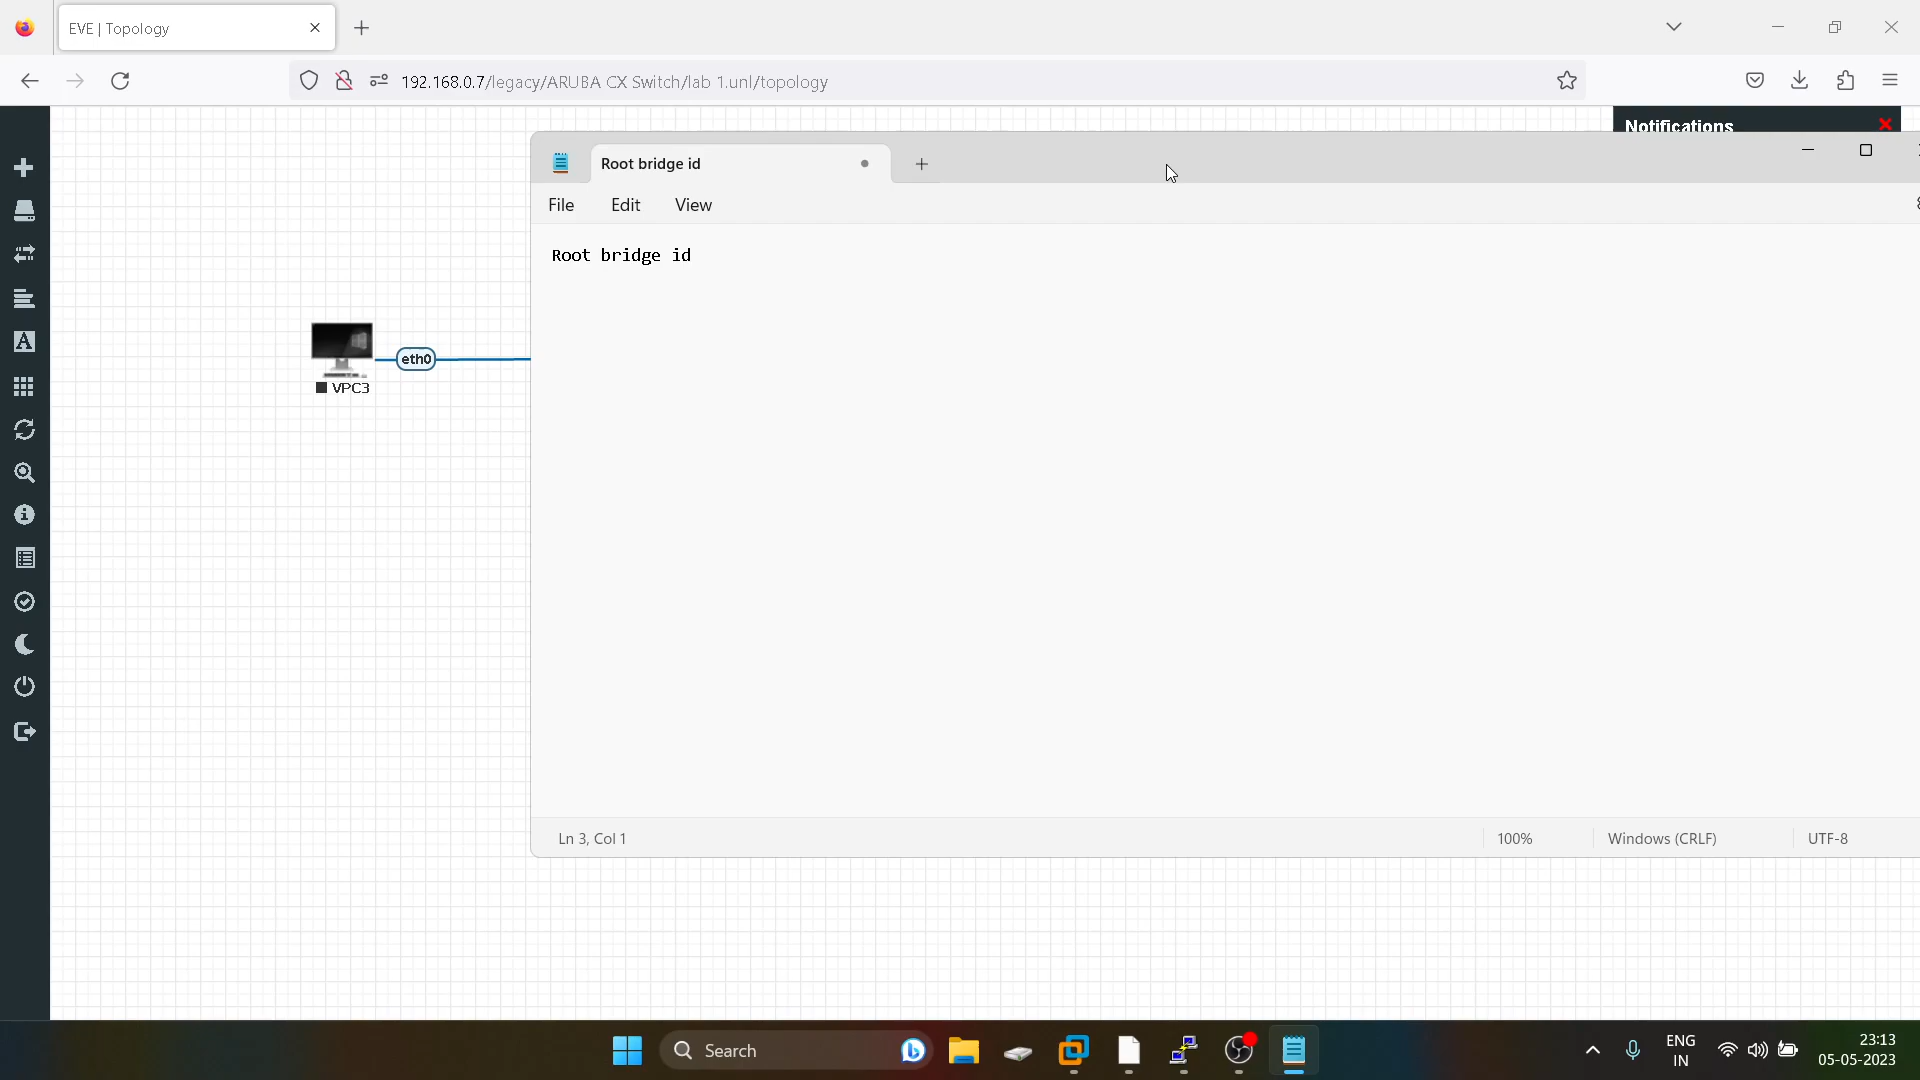 EVE | Topology
192.168.0.7/legacy/ARUBA CX Switch/lab 1.unl/topology
Notifications
Root bridge id
File Edit View
Root bridge id
eth0
VPC3
Ln 3, Col 1
100%
Windows (CRLF)
UTF-8
Search
ENG
IN
23:13
05-05-2023